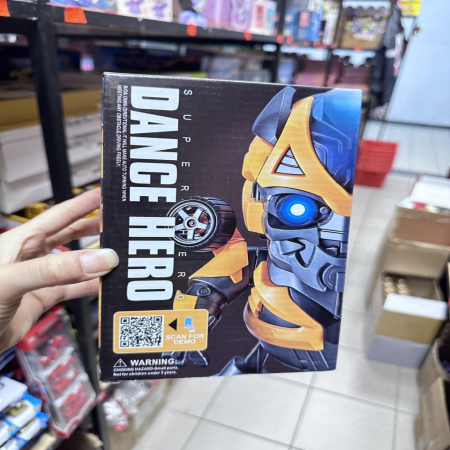 SUPER HERO
DANCE HERO
SCAN FOR
DEMO
WARNING:
CHOKING HAZARD-Small parts.
Not for children under 3 years.